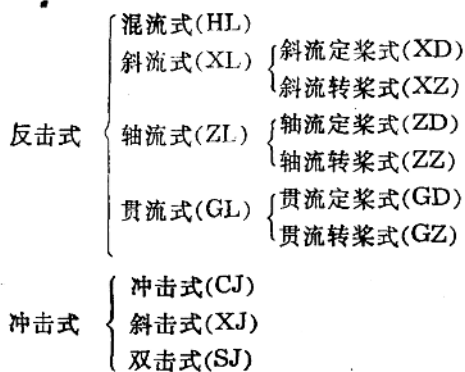 混流式(HL)
斜流式(XL)
斜流定桨式(XD)
斜流转桨式(XZ)
反击式
轴流式(ZL)
轴流定桨式(ZD)
轴流转桨式(ZZ)
贯流式(GL)
贯流定桨式(GD)
贯流转桨式(GZ)
冲击式
冲击式(CJ)
斜击式(XJ)
双击式(SJ)